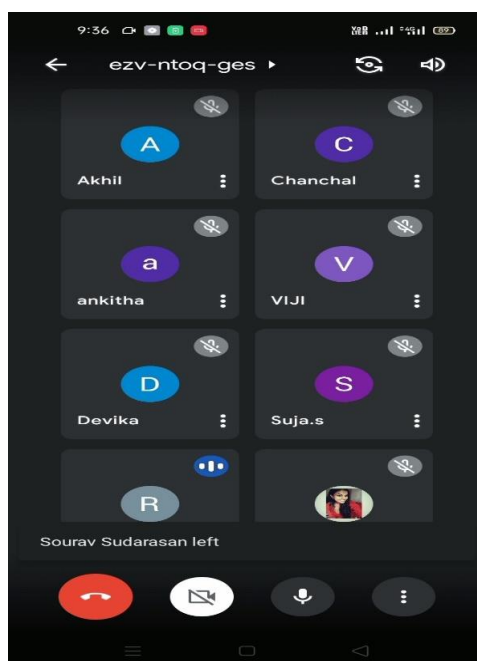 9:36 89
ezv-ntoq-ges
A C
Akhil Chanchal
a V
ankitha VIJI
D S
Devika Suja.s
R
Sourav Sudarasan left